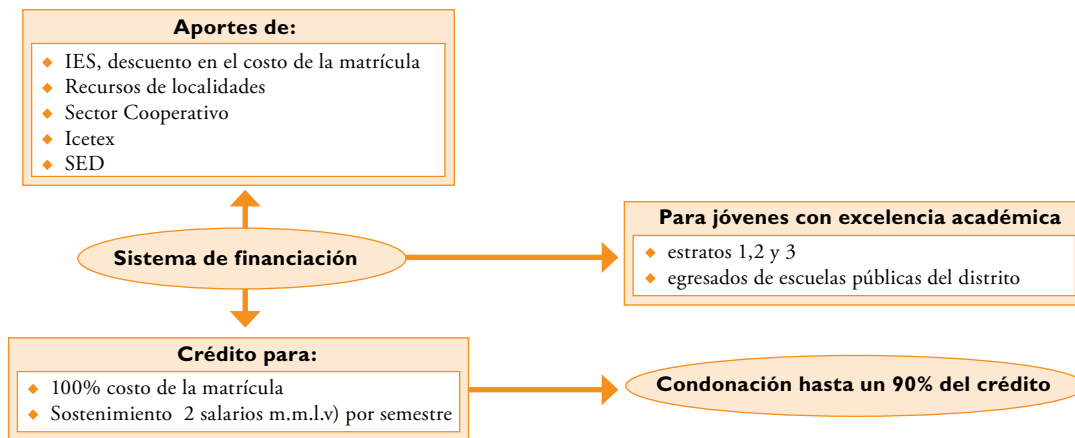 Aportes de:
IES, descuento en el costo de la matrícula
Recursos de localidades
Sector Cooperativo
Icetex
SED
Sistema de financiación
Para jóvenes con excelencia académica
estratos 1,2 y 3
egresados de escuelas públicas del distrito
Crédito para:
100% costo de la matrícula
Sostenimiento 2 salarios m.m.l.v) por semestre
Condonación hasta un 90% del crédito